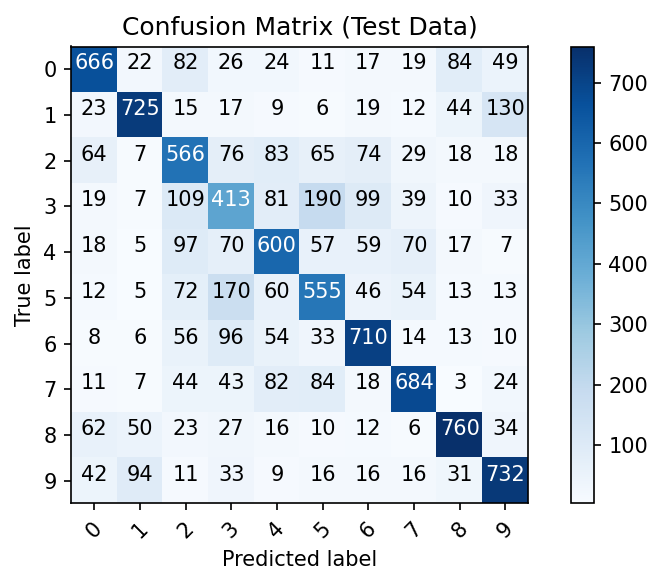 Confusion Matrix (Test Data)
0 666 22 82 26 24 11 17 19 84 49
1 23 725 15 17 9 6 19 12 44 130
2 64 7 566 76 83 65 74 29 18 18
3 19 7 109 413 81 190 99 39 10 33
4 18 5 97 70 600 57 59 70 17 7
5 12 5 72 170 60 555 46 54 13 13
6 8 6 56 96 54 33 710 14 13 10
7 11 7 44 43 82 84 18 684 3 24
8 62 50 23 27 16 10 12 6 760 34
9 42 94 11 33 9 16 16 16 31 732
0 1 2 3 4 5 6 7 8 9
True label
Predicted label
700
600
500
400
300
200
100